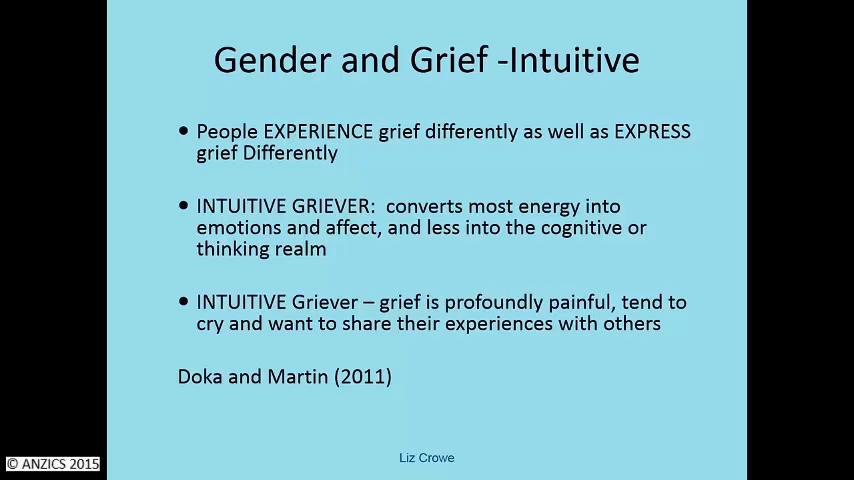 Gender and Grief -Intuitive
• People EXPERIENCE grief differently as well as EXPRESS
grief Differently
• INTUITIVE GRIEVER:  converts most energy into
emotions and affect, and less into the cognitive or
thinking realm
• INTUITIVE Griever – grief is profoundly painful, tend to
cry and want to share their experiences with others
Doka and Martin (2011)
Liz Crowe
© ANZICS 2015